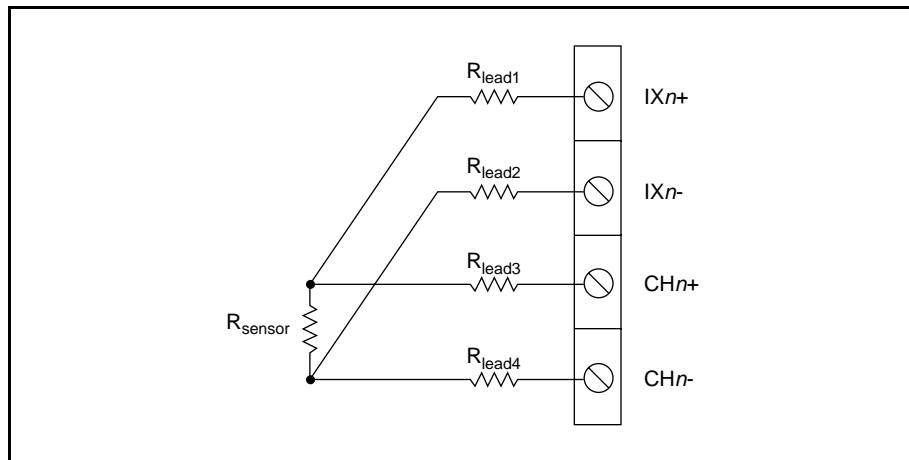 Rlead1
IXn+
Rlead2
IXn-
Rlead3
CHn+
Rsensor
Rlead4
CHn-